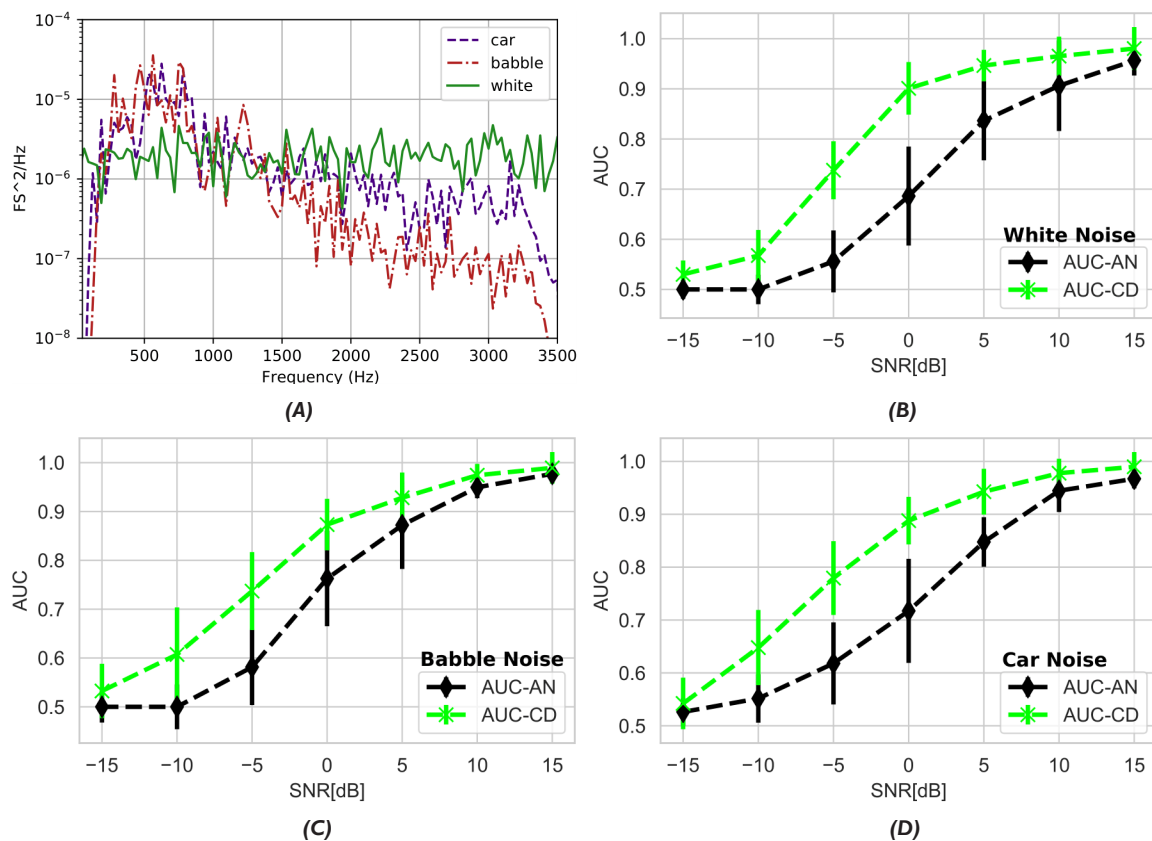 10^-4
10^-5
10^-6
10^-7
10^-8
FS^2/Hz
car
babble
white
500 1000 1500 2000 2500 3000 3500
Frequency (Hz)
(A)
1.0
0.9
0.8
0.7
0.6
0.5
AUC
White Noise
AUC-AN
AUC-CD
−15 −10 −5 0 5 10 15
SNR[dB]
(B)
1.0
0.9
0.8
0.7
0.6
0.5
AUC
Babble Noise
AUC-AN
AUC-CD
−15 −10 −5 0 5 10 15
SNR[dB]
(C)
1.0
0.9
0.8
0.7
0.6
0.5
AUC
Car Noise
AUC-AN
AUC-CD
−15 −10 −5 0 5 10 15
SNR[dB]
(D)